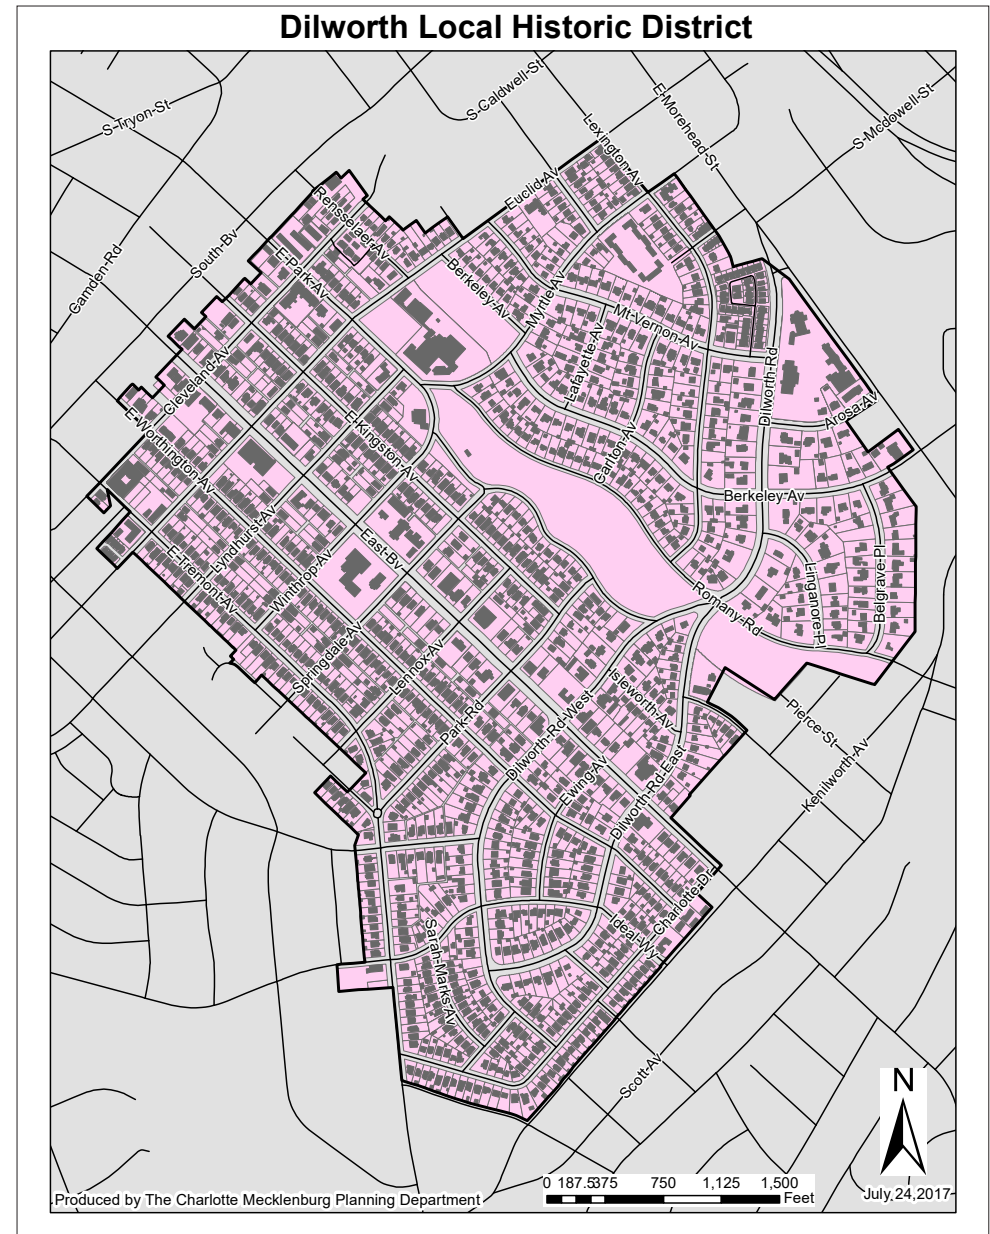 Dilworth Local Historic District
S-Tryon-St
S-Caldwell-St
E-Morehead-St
S-Mcdowell-St
Lexington-Av
Euclid-Av
Rensselaer-Av
South-Bv
Camden-Rd
E-Park-Av
Berkeley-Av
Myrtle-Av
Mt-Vernon-Av
Lafayette-Av
Dilworth-Rd
Cleveland-Av
Arosa-Av
E-Worthington-Av
E-Kingston-Av
Carlton-Av
Berkeley-Av
Lyndhurst-Av
East-Bv
E-Tremont-Av
Winthrop-Av
Linganore-Pl
Belgrave-Pl
Romany-Rd
Springdale-Av
Lennox-Av
Isleworth-Av
Park-Rd
Dilworth-Rd-West
Pierce-St
Kenilworth-Av
Ewing-Av
Dilworth-Rd-East
Charlotte-Dr
Ideal-Wy
Sarah-Marks-Av
Scott-Av
N
0 187.5375 750 1,125 1,500
Feet
July,24,2017
Produced by The Charlotte Mecklenburg Planning Department